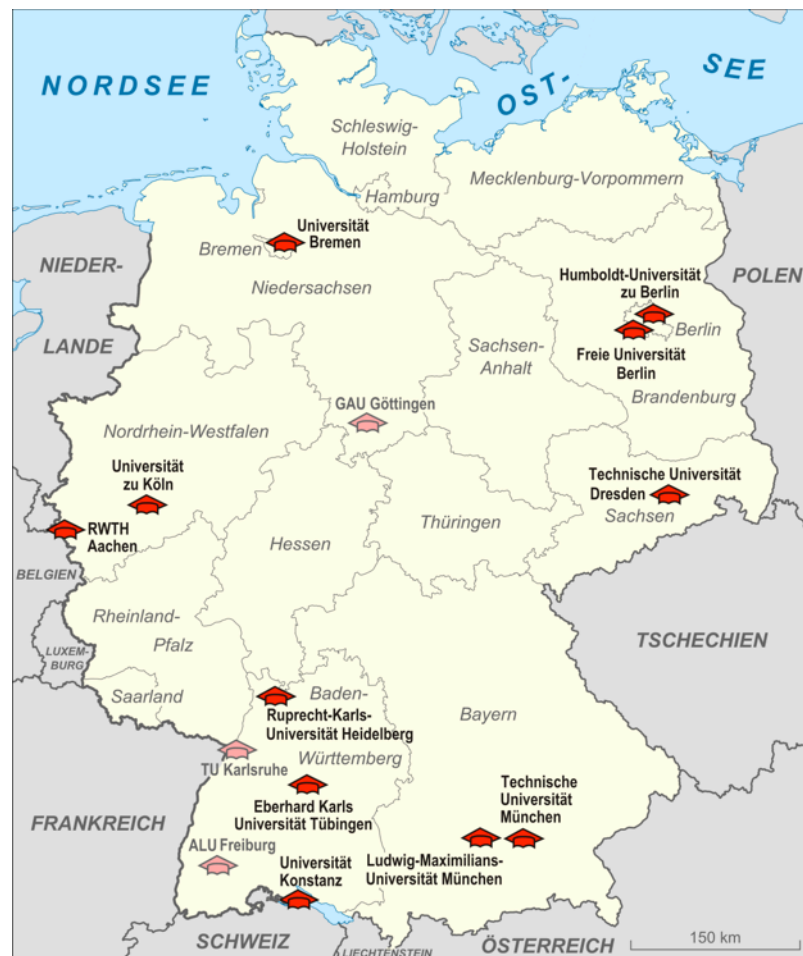 NORDSEE
OST-
SEE
Schleswig-
Holstein
Mecklenburg-Vorpommern
Hamburg
Universität
Bremen
Bremen
NIEDER-
LANDE
Niedersachsen
Humboldt-Universität
zu Berlin
POLEN
Berlin
Freie Universität
Berlin
Sachsen-
Anhalt
Brandenburg
GAU Göttingen
Nordrhein-Westfalen
Universität
zu Köln
Technische Universität
Dresden
Sachsen
RWTH
Aachen
Thüringen
Hessen
BELGIEN
Rheinland-
Pfalz
LUXEM-
BURG
TSCHECHIEN
Saarland
Baden-
Württemberg
Ruprecht-Karls-
Universität Heidelberg
Bayern
TU Karlsruhe
Technische
Universität
München
Eberhard Karls
Universität Tübingen
FRANKREICH
ALU Freiburg
Universität
Konstanz
Ludwig-Maximilians-
Universität München
SCHWEIZ
LIECHTENSTEIN
ÖSTERREICH
150 km